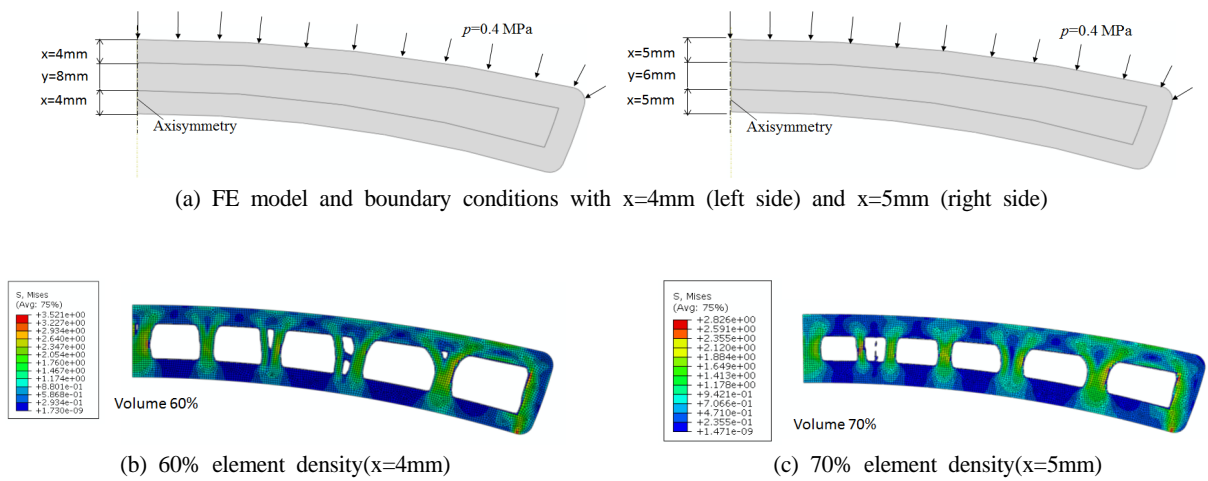 p=0.4 MPa
x=4mm
y=8mm
x=4mm
Axisymmetry
p=0.4 MPa
x=5mm
y=6mm
x=5mm
Axisymmetry
(a) FE model and boundary conditions with x=4mm (left side) and x=5mm (right side)
S, Mises
(Avg: 75%)
+3.521e+00
+3.227e+00
+2.934e+00
+2.640e+00
+2.347e+00
+2.054e+00
+1.760e+00
+1.467e+00
+1.174e+00
+8.801e-01
+5.868e-01
+2.934e-01
+1.730e-09
Volume 60%
(b) 60% element density(x=4mm)
S, Mises
(Avg: 75%)
+2.826e+00
+2.591e+00
+2.355e+00
+2.120e+00
+1.884e+00
+1.649e+00
+1.413e+00
+1.178e+00
+9.421e-01
+7.066e-01
+4.710e-01
+2.355e-01
+1.471e-09
Volume 70%
(c) 70% element density(x=5mm)